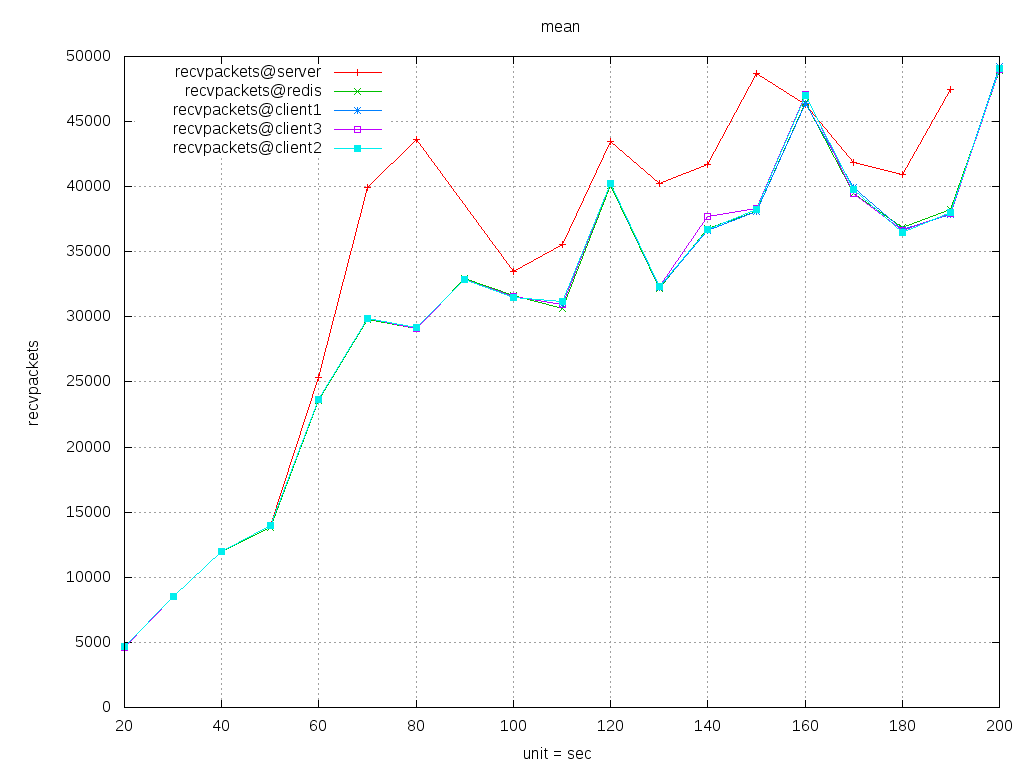 mean
50000
45000
40000
35000
30000
25000
20000
15000
10000
5000
0
recvpackets
recvpackets@server
recvpackets@redis
recvpackets@client1
recvpackets@client3
recvpackets@client2
20 40 60 80 100 120 140 160 180 200
unit = sec